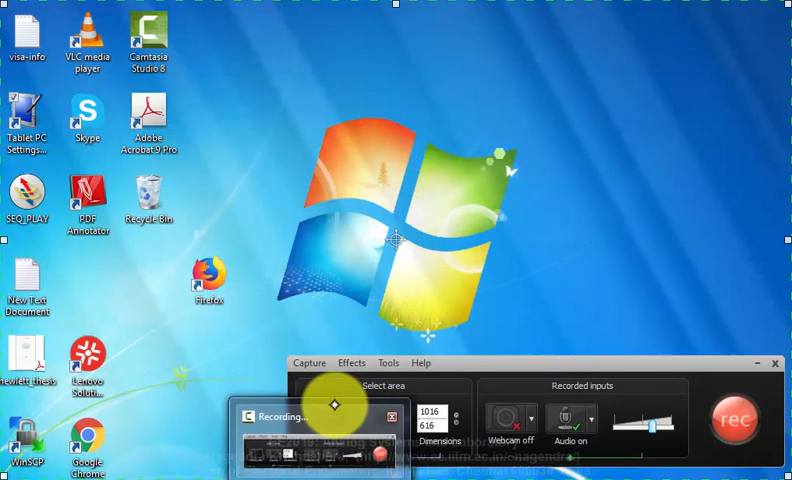 visa-info
VLC media
player
Camtasia
Studio 8
Tablet PC
Settings...
Skype
Adobe
Acrobat 9 Pro
SEQ_PLAY
PDF
Annotator
Recycle Bin
New Text
Document
Firefox
hewlett_thesis
Lenovo
Soluti...
WinSCP
Google
Chrome
Capture Effects Tools Help
Select area
Recorded inputs
1016
616
Dimensions
Webcam off
Audio on
rec
Recording...